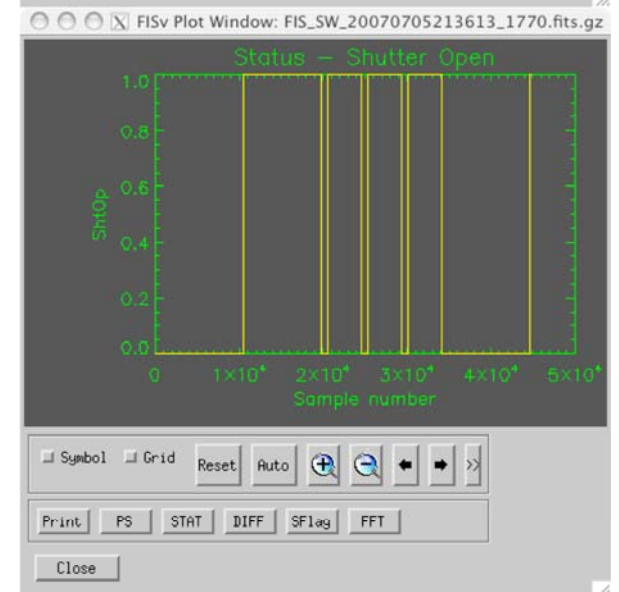 FISv Plot Window: FIS_SW_20070705213613_1770.fits.gz
Status – Shutter Open
1.0
0.8
0.6
0.4
0.2
0.0
ShtOp
0 1×10⁴ 2×10⁴ 3×10⁴ 4×10⁴ 5×10⁴
Sample number
Symbol Grid Reset Auto >>
Print PS STAT DIFF SFlag FFT
Close